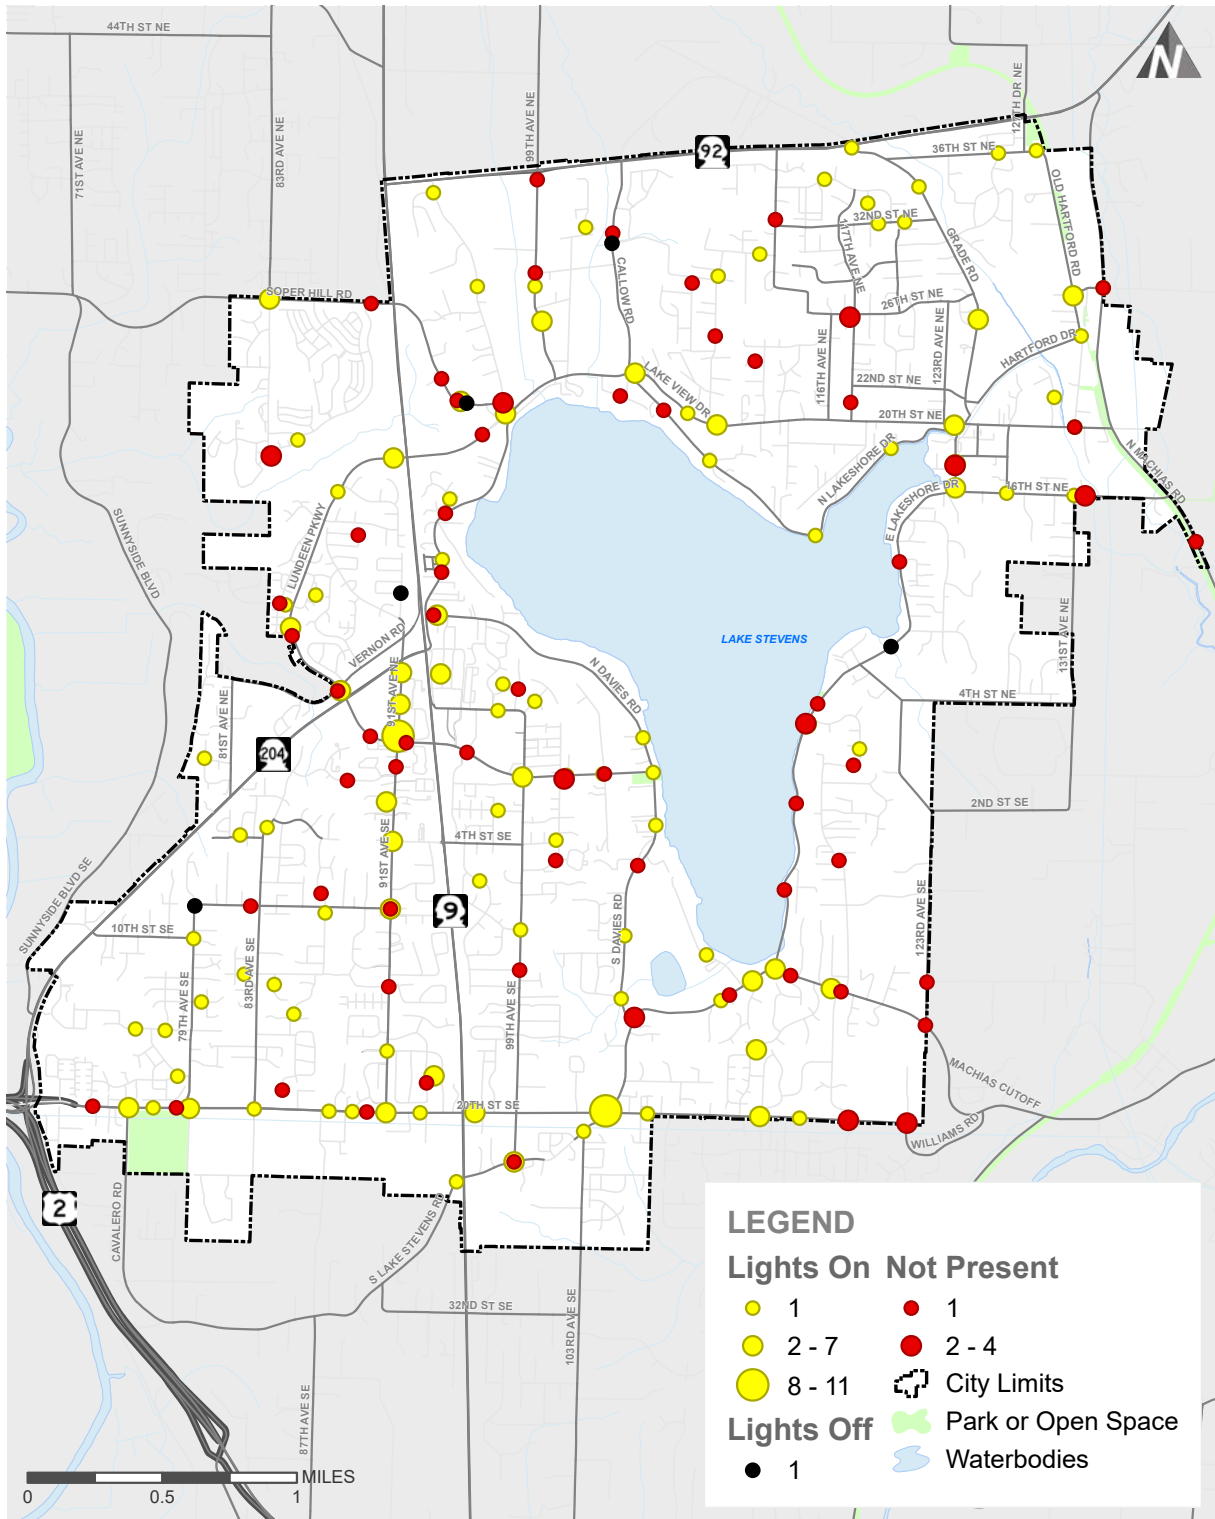 44TH ST NE
71ST AVE NE
83RD AVE NE
99TH AVE NE
127TH DR NE
N
92
36TH ST NE
OLD HARTFORD RD
32ND ST NE
117TH AVE NE
GRADE RD
CALLOW RD
SOPER HILL RD
26TH ST NE
116TH AVE NE
123RD AVE NE
HARTFORD DR
LAKE VIEW DR
22ND ST NE
20TH ST NE
N MACHIAS RD
N LAKESHORE DR
E LAKESHORE DR
16TH ST NE
SUNNYSIDE BLVD
LUNDEEN PKWY
VERNON RD
LAKE STEVENS
131ST AVE NE
N DAVIES RD
91ST AVE NE
81ST AVE NE
4TH ST NE
204
2ND ST SE
4TH ST SE
91ST AVE SE
SUNNYSIDE BLVD SE
9
10TH ST SE
S DAVIES RD
123RD AVE SE
83RD AVE SE
79TH AVE SE
99TH AVE SE
MACHIAS CUTOFF
20TH ST SE
WILLIAMS RD
2
CAVALERO RD
S LAKE STEVENS RD
32ND ST SE
103RD AVE SE
87TH AVE SE
LEGEND
Lights On Not Present
1 1
2 - 7 2 - 4
8 - 11 City Limits
Lights Off Park or Open Space
1 Waterbodies
MILES
0 0.5 1